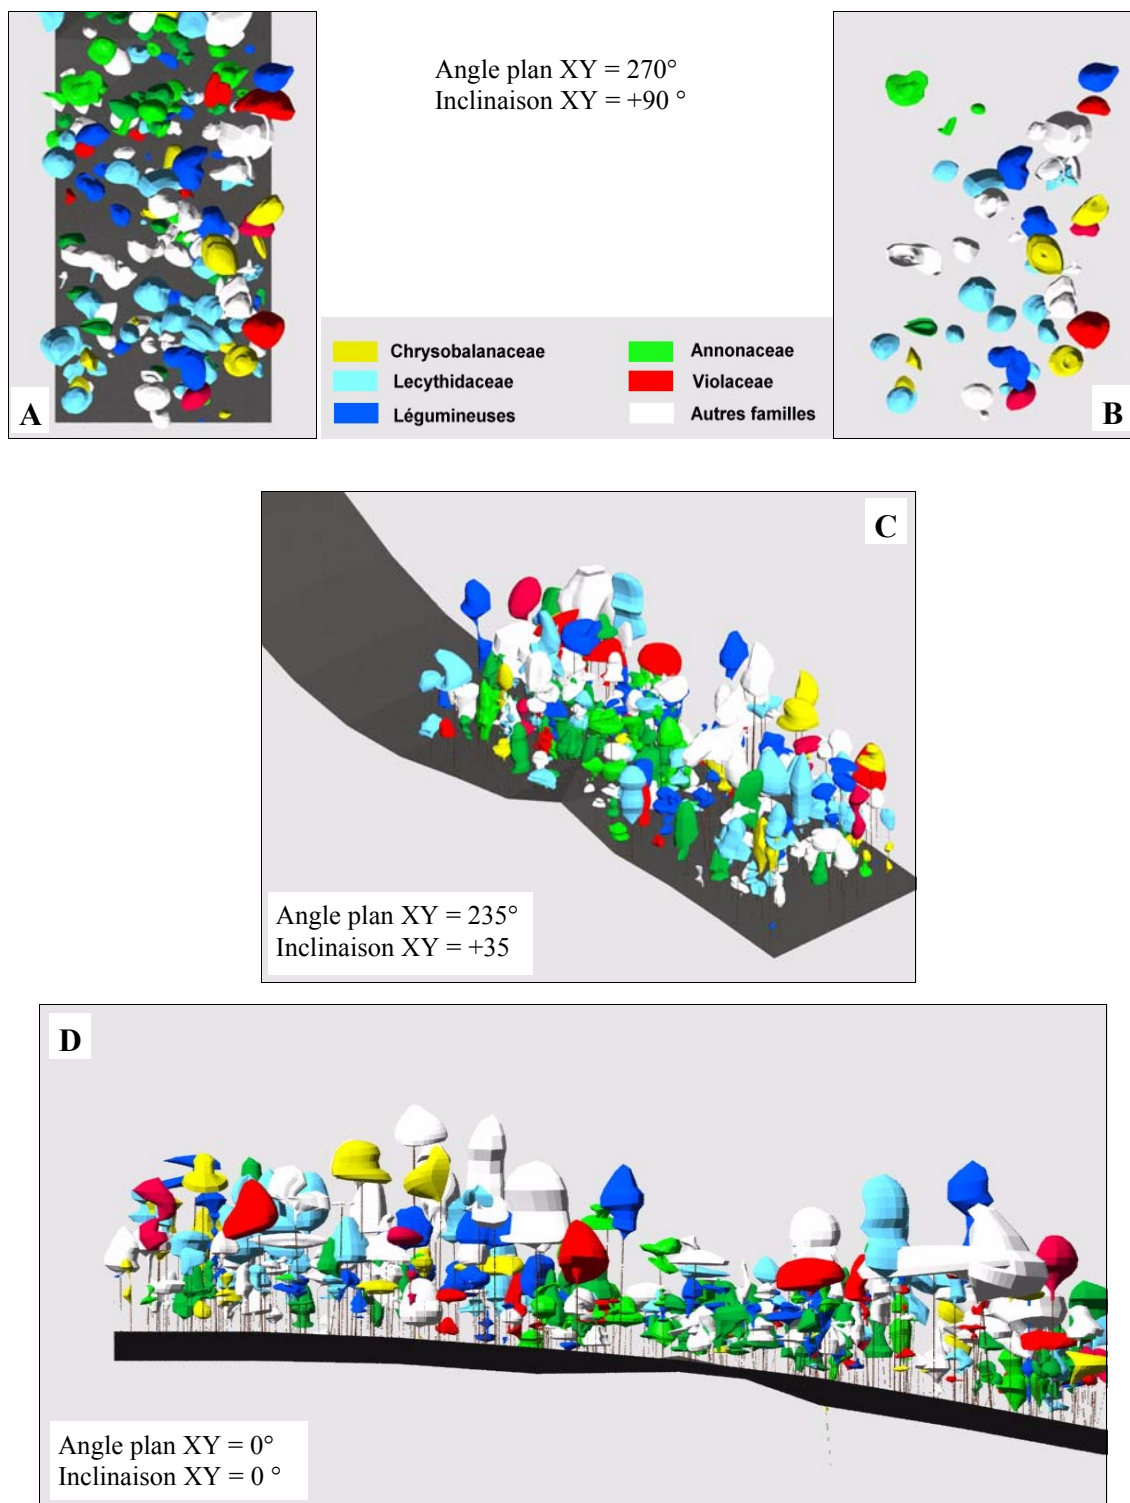 Angle plan XY = 270°
Inclinaison XY = +90 °
Chrysobalanaceae
Annonaceae
Lecythidaceae
Violaceae
Légumineuses
Autres familles
A
B
C
Angle plan XY = 235°
Inclinaison XY = +35
D
Angle plan XY = 0°
Inclinaison XY = 0 °